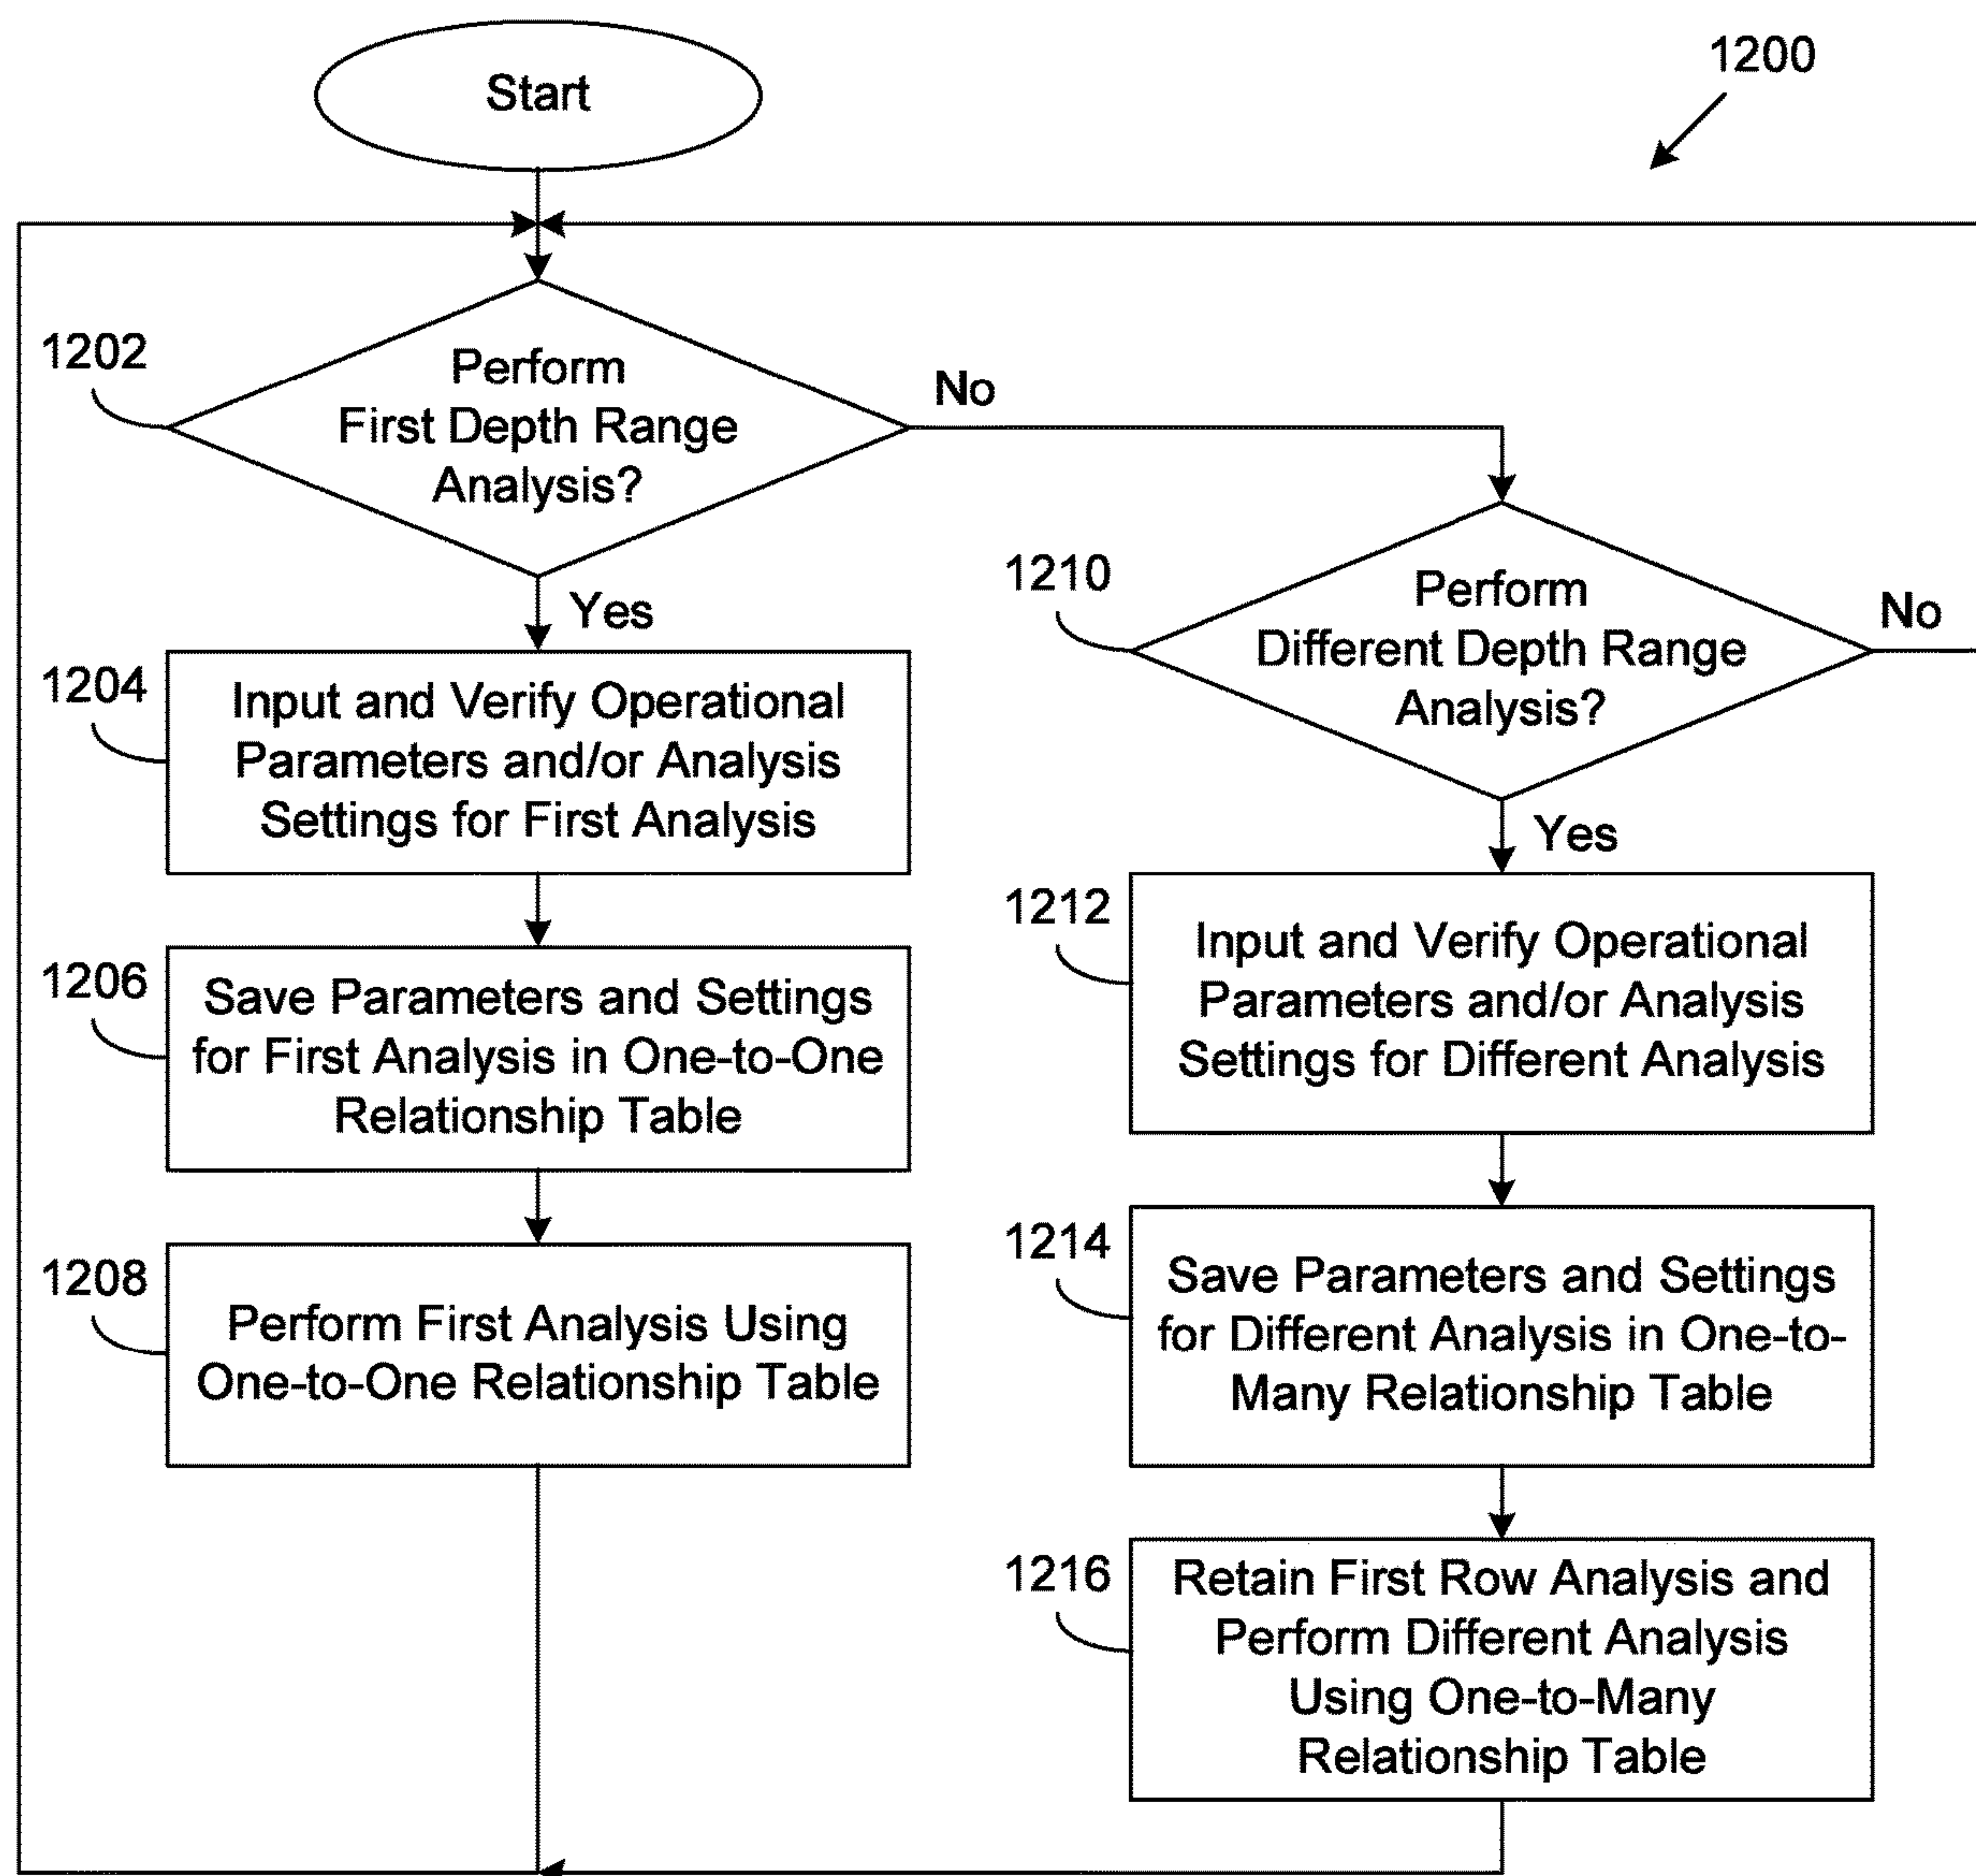 Start
1200
1202
Perform
First Depth Range
Analysis?
No
Yes
1204
Input and Verify Operational
Parameters and/or Analysis
Settings for First Analysis
1206
Save Parameters and Settings
for First Analysis in One-to-One
Relationship Table
1208
Perform First Analysis Using
One-to-One Relationship Table
1210
Perform
Different Depth Range
Analysis?
No
Yes
1212
Input and Verify Operational
Parameters and/or Analysis
Settings for Different Analysis
1214
Save Parameters and Settings
for Different Analysis in One-to-
Many Relationship Table
1216
Retain First Row Analysis and
Perform Different Analysis
Using One-to-Many
Relationship Table